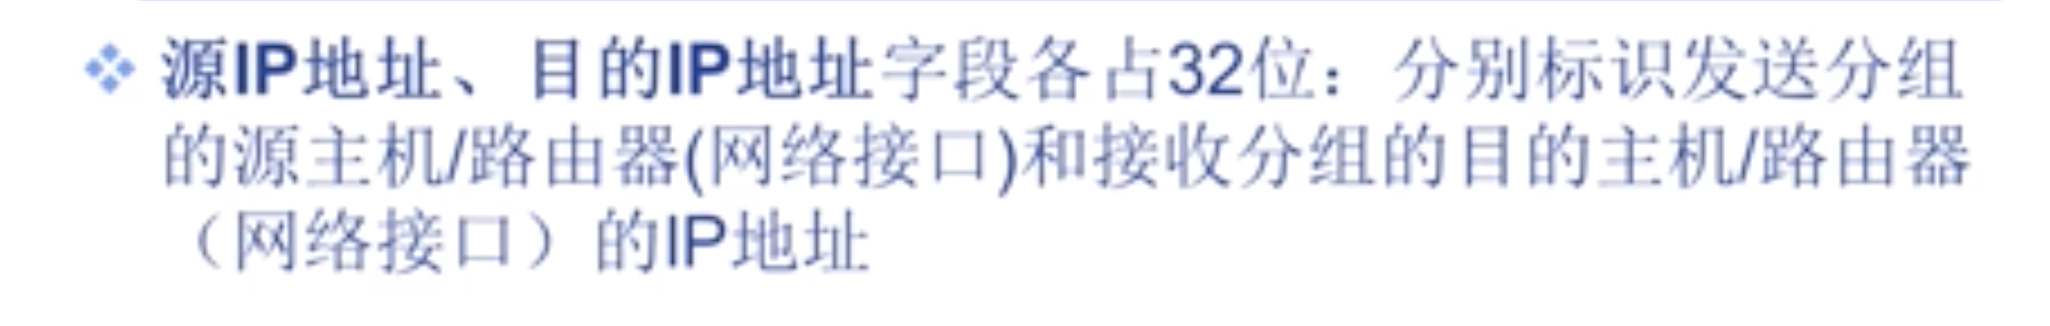 源IP地址、目的IP地址字段各占32位：分别标识发送分组
的源主机/路由器(网络接口)和接收分组的目的主机/路由器
（网络接口）的IP地址